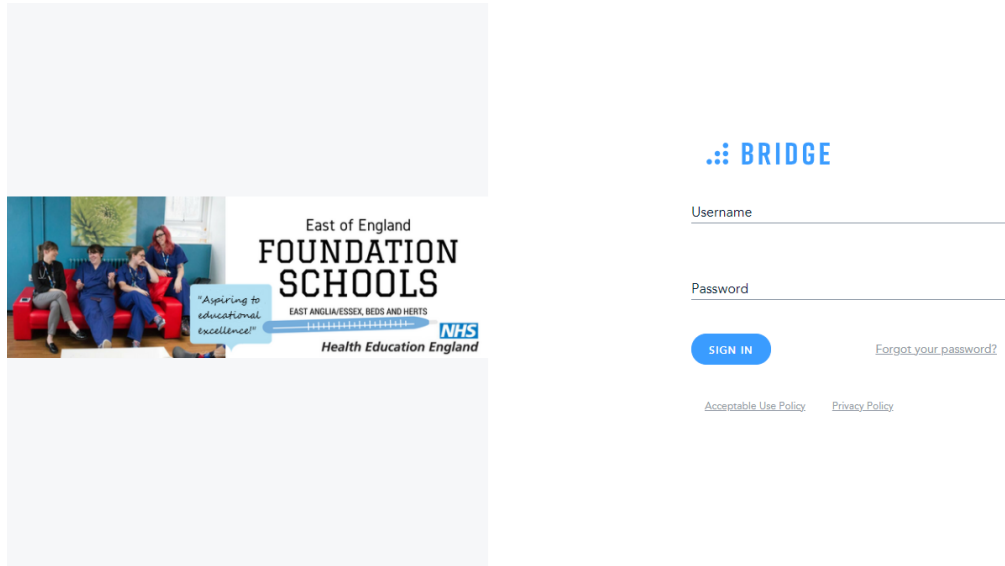 East of England
FOUNDATION
SCHOOLS
EAST ANGLIA/ESSEX, BEDS AND HERTS
"Aspiring to
educational
excellence!"
NHS
Health Education England
BRIDGE
Username
Password
SIGN IN
Forgot your password?
Acceptable Use Policy
Privacy Policy